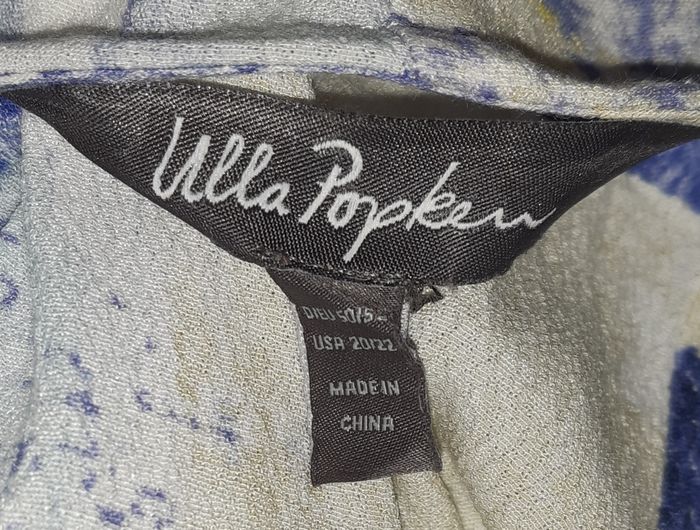 Ulla Popken
USA 20/22
MADE IN
CHINA